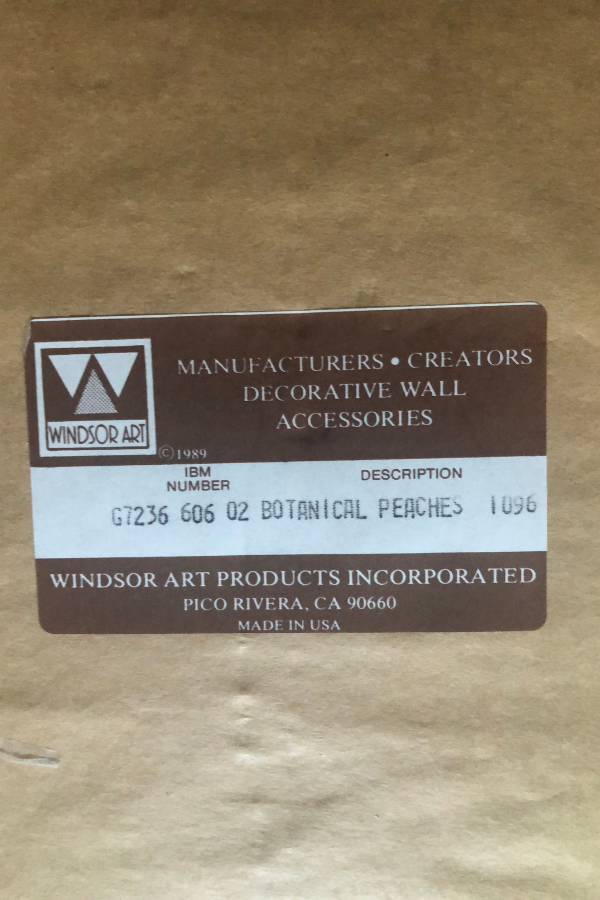 WINDSOR ART
MANUFACTURERS • CREATORS
DECORATIVE WALL
ACCESSORIES
©1989
IBM
NUMBER
DESCRIPTION
G7236 606 02 BOTANICAL PEACHES 1096
WINDSOR ART PRODUCTS INCORPORATED
PICO RIVERA, CA 90660
MADE IN USA